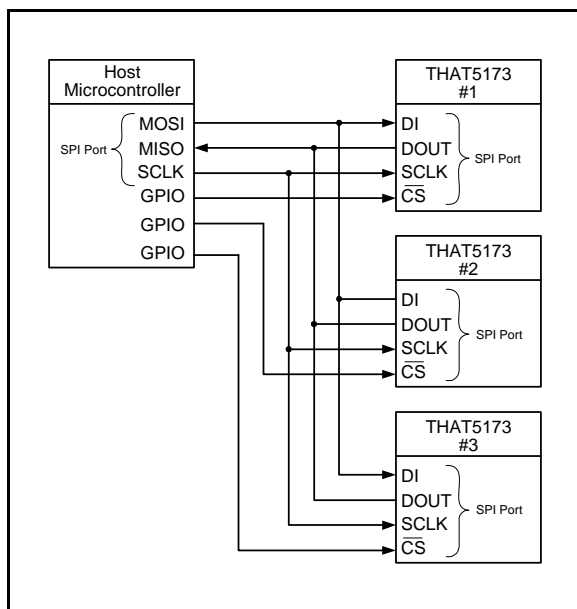 Host
Microcontroller
MOSI
MISO
SCLK
SPI Port
GPIO
GPIO
GPIO
THAT5173
#1
DI
DOUT
SCLK
CS
SPI Port
THAT5173
#2
DI
DOUT
SCLK
CS
SPI Port
THAT5173
#3
DI
DOUT
SCLK
CS
SPI Port